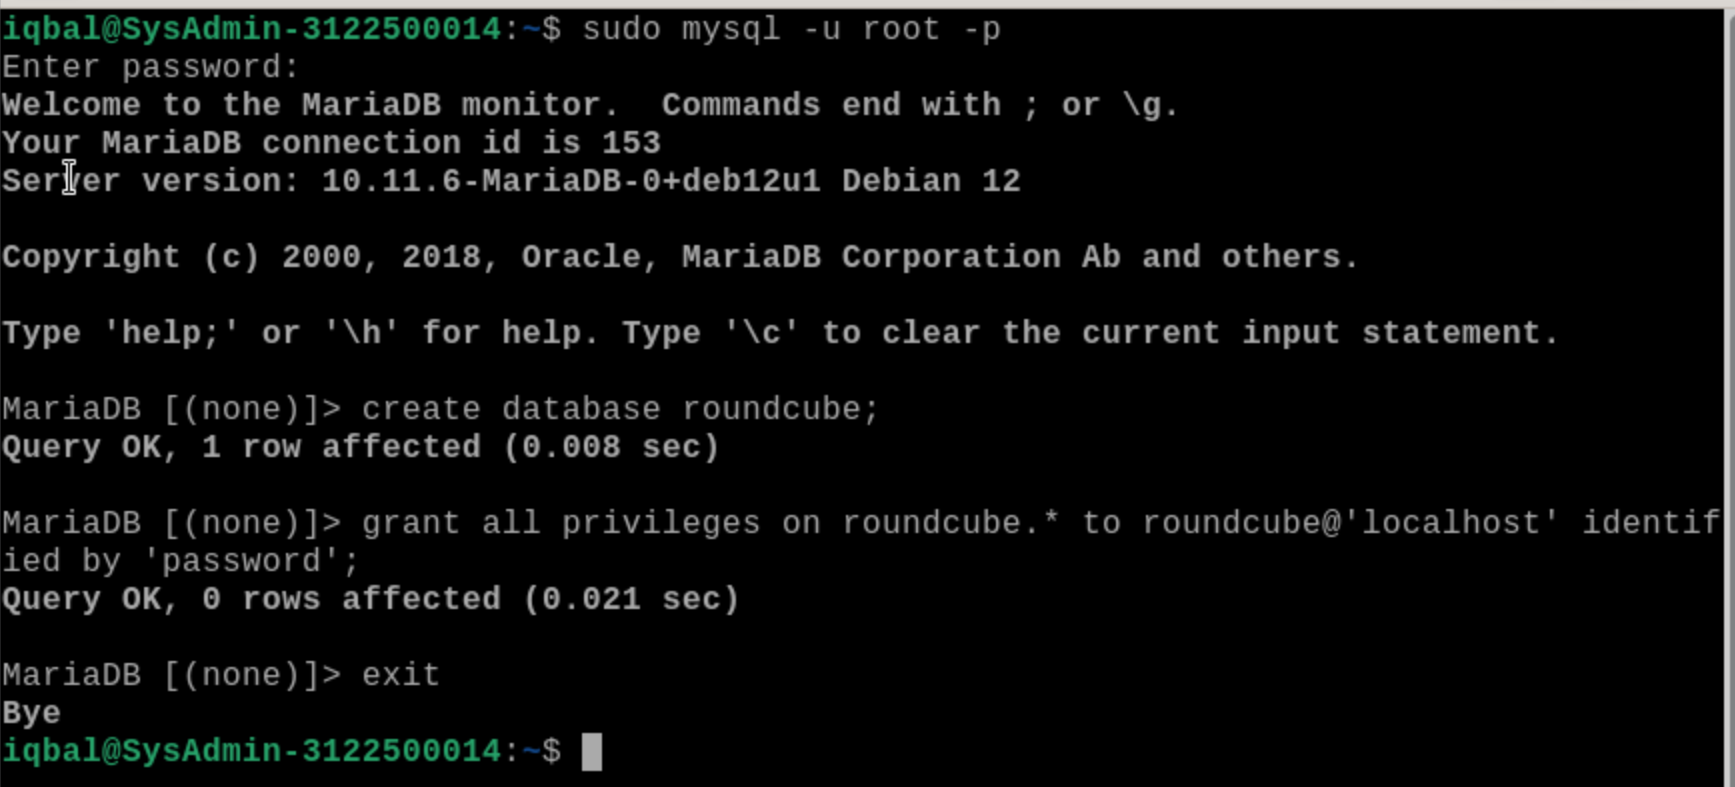 iqbal@SysAdmin-3122500014:~$ sudo mysql -u root -p
Enter password:
Welcome to the MariaDB monitor.  Commands end with ; or \g.
Your MariaDB connection id is 153
Server version: 10.11.6-MariaDB-0+deb12u1 Debian 12
Copyright (c) 2000, 2018, Oracle, MariaDB Corporation Ab and others.
Type 'help;' or '\h' for help. Type '\c' to clear the current input statement.
MariaDB [(none)]> create database roundcube;
Query OK, 1 row affected (0.008 sec)
MariaDB [(none)]> grant all privileges on roundcube.* to roundcube@'localhost' identif
ied by 'password';
Query OK, 0 rows affected (0.021 sec)
MariaDB [(none)]> exit
Bye
iqbal@SysAdmin-3122500014:~$